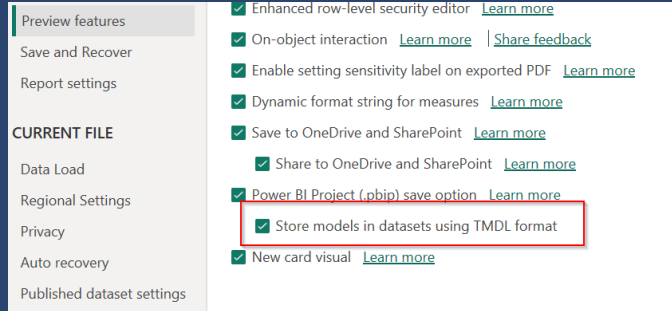 Preview features
Save and Recover
Report settings
CURRENT FILE
Data Load
Regional Settings
Privacy
Auto recovery
Published dataset settings
Enhanced row-level security editor Learn more
On-object interaction Learn more | Share feedback
Enable setting sensitivity label on exported PDF Learn more
Dynamic format string for measures Learn more
Save to OneDrive and SharePoint Learn more
Share to OneDrive and SharePoint Learn more
Power BI Project (.pbip) save option Learn more
Store models in datasets using TMDL format
New card visual Learn more